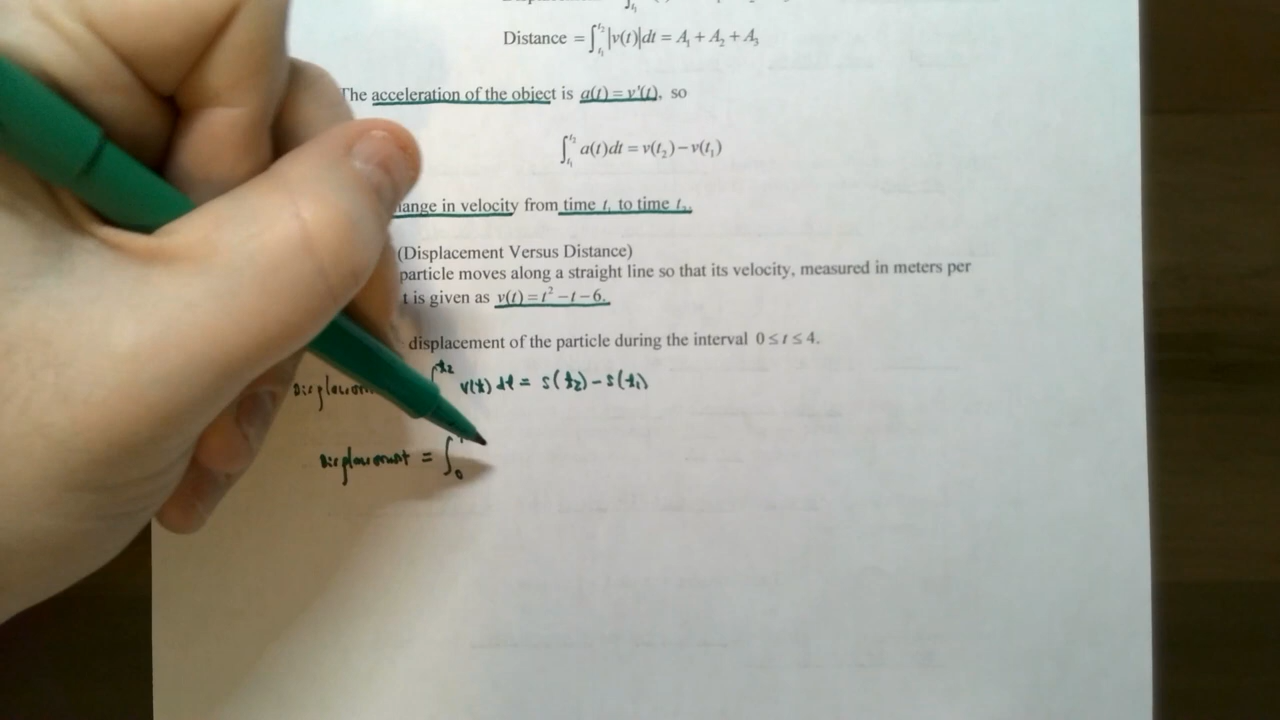 Distance = ∫_{t₁}^{t₂} |v(t)|dt = A₁ + A₂ + A₃
The acceleration of the object is a(t) = v'(t), so
∫_{t₁}^{t₂} a(t)dt = v(t₂) − v(t₁)
velocity from time t₁ to time t₂.
(Displacement Versus Distance)
particle moves along a straight line so that its velocity, measured in meters per
t is given as v(t) = t² − t − 6.
displacement of the particle during the interval 0 ≤ t ≤ 4.
t₂ v(t) dt = s(t₂) − s(t₁)
Displacement = ∫₀